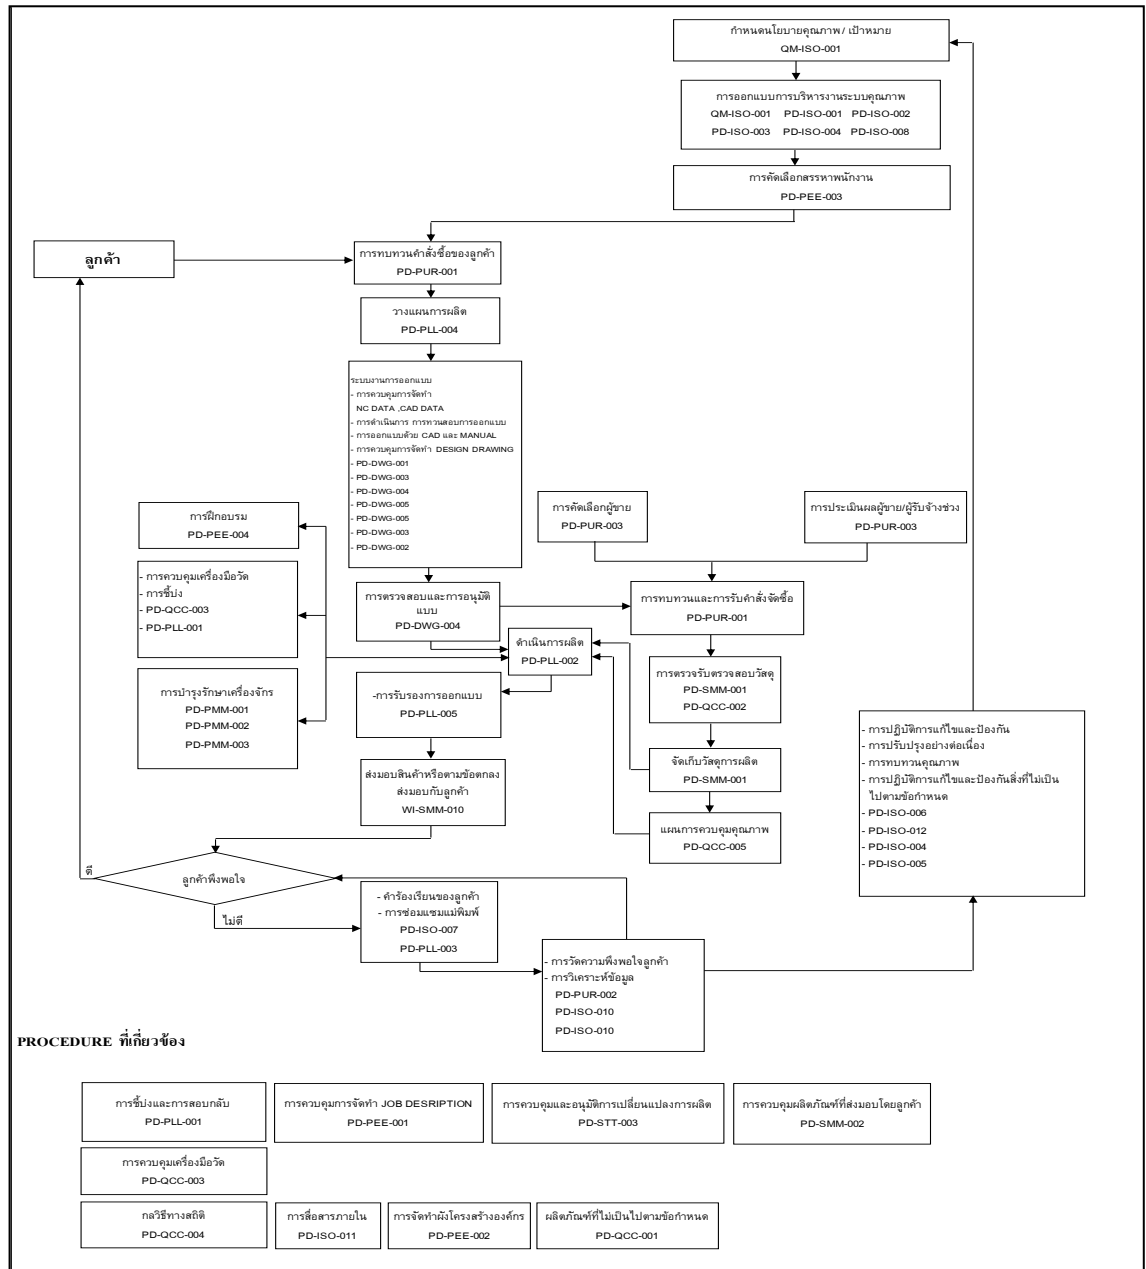 กำหนดนโยบายคุณภาพ / เป้าหมาย
QM-ISO-001
การออกแบบการบริหารงานระบบคุณภาพ
QM-ISO-001 PD-ISO-001 PD-ISO-002
PD-ISO-003 PD-ISO-004 PD-ISO-008
การคัดเลือกสรรหาพนักงาน
PD-PEE-003
ลูกค้า
การทบทวนคำสั่งซื้อของลูกค้า
PD-PUR-001
วางแผนการผลิต
PD-PLL-004
ระบบงานการออกแบบ
- การควบคุมการจัดทำ
NC DATA ,CAD DATA
- การดำเนินการ การทวนสอบการออกแบบ
- การออกแบบด้วย CAD และ MANUAL
- การควบคุมการจัดทำ DESIGN DRAWING
- PD-DWG-001
- PD-DWG-003
- PD-DWG-004
- PD-DWG-005
- PD-DWG-005
- PD-DWG-003
- PD-DWG-002
การฝึกอบรม
PD-PEE-004
การคัดเลือกผู้ขาย
PD-PUR-003
การประเมินผลผู้ขาย/ผู้รับจ้างช่วง
PD-PUR-003
- การควบคุมเครื่องมือวัด
- การชี้บ่ง
- PD-QCC-003
- PD-PLL-001
การตรวจสอบและการอนุมัติ
แบบ
PD-DWG-004
การทบทวนและการรับคำสั่งจัดซื้อ
PD-PUR-001
ดำเนินการผลิต
PD-PLL-002
การตรวจรับตรวจสอบวัสดุ
PD-SMM-001
PD-QCC-002
การบำรุงรักษาเครื่องจักร
PD-PMM-001
PD-PMM-002
PD-PMM-003
-การรับรองการออกแบบ
PD-PLL-005
จัดเก็บวัสดุการผลิต
PD-SMM-001
- การปฏิบัติการแก้ไขและป้องกัน
- การปรับปรุงอย่างต่อเนื่อง
- การทบทวนคุณภาพ
- การปฏิบัติการแก้ไขและป้องกันสิ่งที่ไม่เป็น
ไปตามข้อกำหนด
- PD-ISO-006
- PD-ISO-012
- PD-ISO-004
- PD-ISO-005
ส่งมอบสินค้าหรือตามข้อตกลง
ส่งมอบกับลูกค้า
WI-SMM-010
แผนการควบคุมคุณภาพ
PD-QCC-005
ดี
ลูกค้าพึงพอใจ
ไม่ดี
- คำร้องเรียนของลูกค้า
- การซ่อมแซมแม่พิมพ์
PD-ISO-007
PD-PLL-003
- การวัดความพึงพอใจลูกค้า
- การวิเคราะห์ข้อมูล
PD-PUR-002
PD-ISO-010
PD-ISO-010
PROCEDURE ที่เกี่ยวข้อง
การชี้บ่งและการสอบกลับ
PD-PLL-001
การควบคุมการจัดทำ JOB DESRIPTION
PD-PEE-001
การควบคุมและอนุมัติการเปลี่ยนแปลงการผลิต
PD-STT-003
การควบคุมผลิตภัณฑ์ที่ส่งมอบโดยลูกค้า
PD-SMM-002
การควบคุมเครื่องมือวัด
PD-QCC-003
กลวิธีทางสถิติ
PD-QCC-004
การสื่อสารภายใน
PD-ISO-011
การจัดทำผังโครงสร้างองค์กร
PD-PEE-002
ผลิตภัณฑ์ที่ไม่เป็นไปตามข้อกำหนด
PD-QCC-001